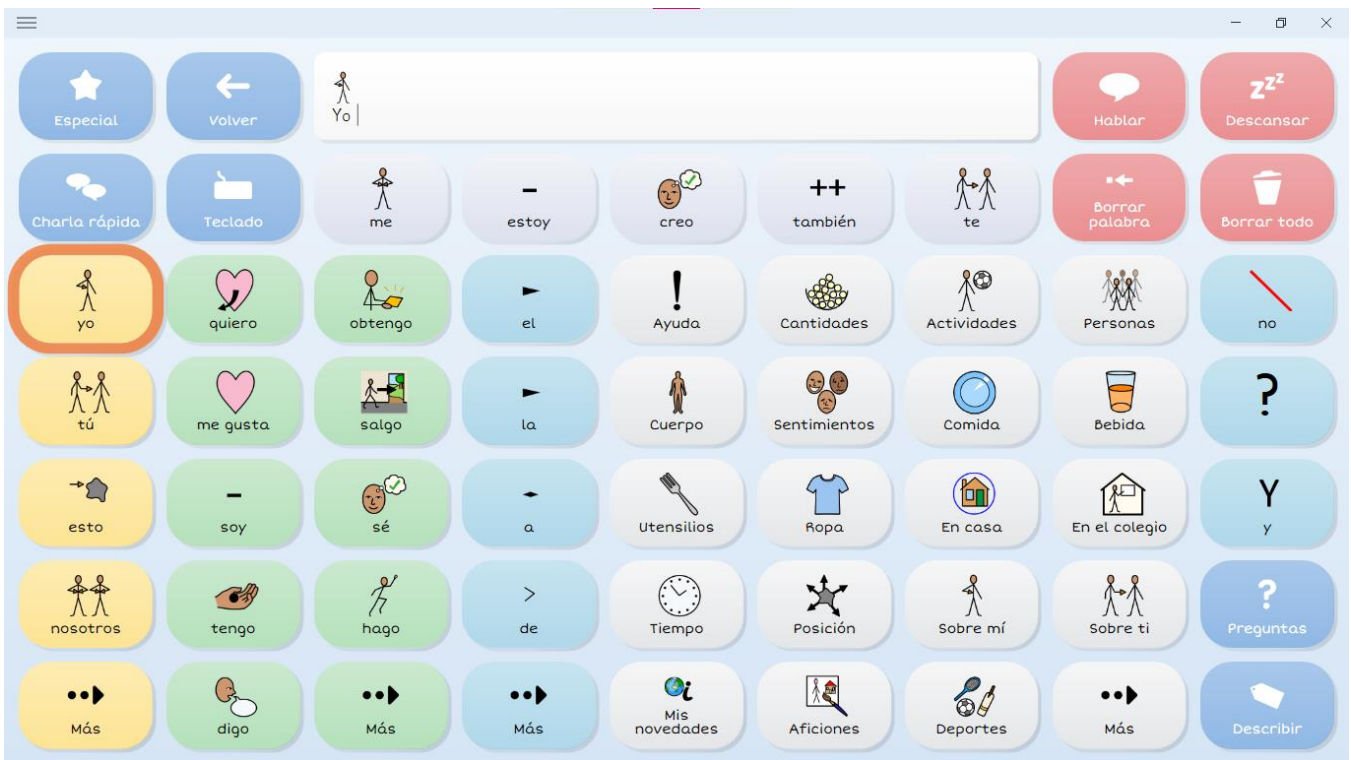 Especial
Volver
Yo
Hablar
zzz
Descansar
Charla rápida
Teclado
me
estoy
creo
++
también
te
Borrar
palabra
Borrar todo
yo
quiero
obtengo
!
el
Ayuda
Cantidades
Actividades
Personas
no
tú
me gusta
salgo
la
Cuerpo
Sentimientos
Comida
Bebida
?
esto
soy
sé
a
Utensilios
Ropa
En casa
En el colegio
Y
y
nosotros
tengo
hago
>
de
Tiempo
Posición
Sobre mí
Sobre ti
?
Preguntas
Más
digo
Más
Más
i
Mis
novedades
Aficiones
Deportes
Más
Describir